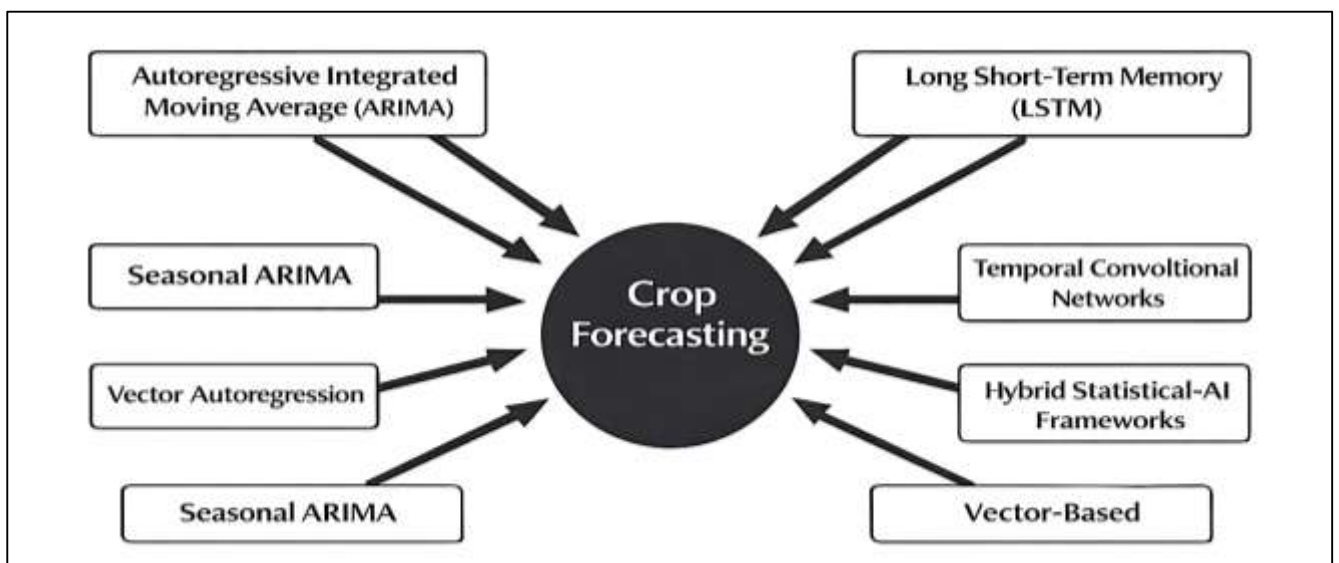 Autoregressive Integrated
Moving Average (ARIMA)
Long Short-Term Memory
(LSTM)
Seasonal ARIMA
Crop
Forecasting
Temporal Convoltional
Networks
Vector Autoregression
Hybrid Statistical-AI
Frameworks
Seasonal ARIMA
Vector-Based